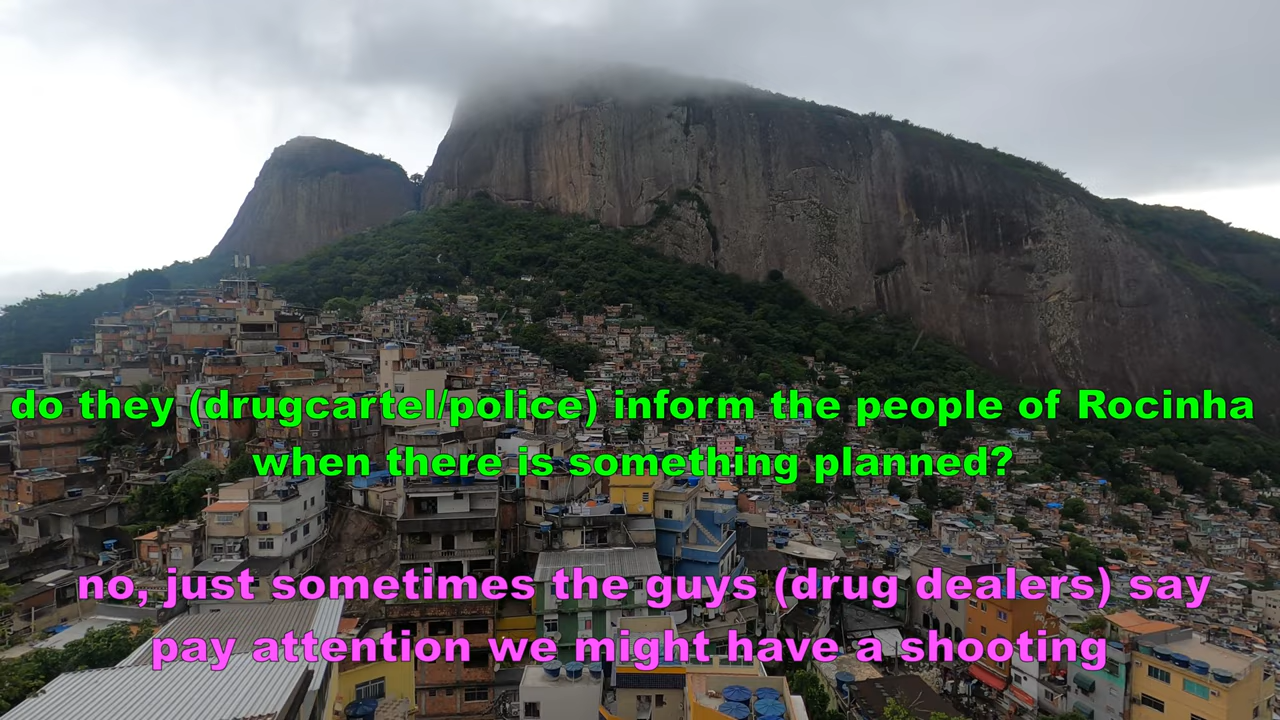 do they (drugcartel/police) inform the people of Rocinha
when there is something planned?
no, just sometimes the guys (drug dealers) say
pay attention we might have a shooting